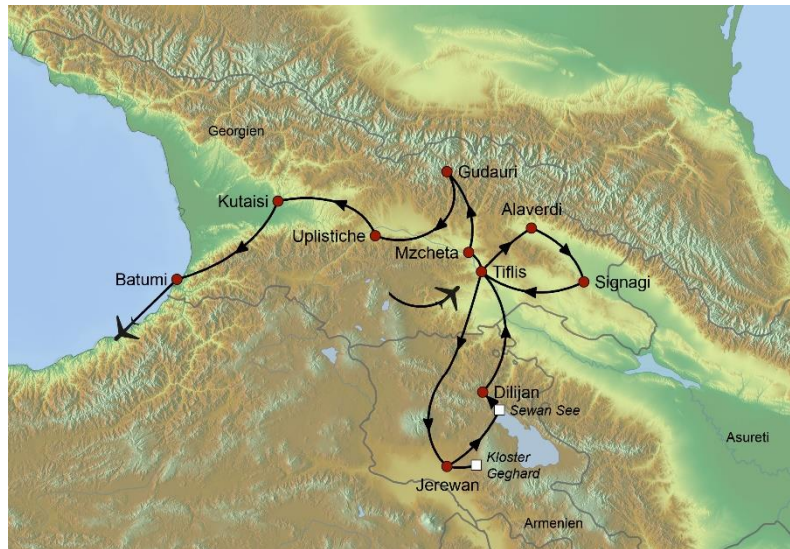 Georgien
Gudauri
Kutaisi
Alaverdi
Uplistiche
Mzcheta
Tiflis
Signagi
Batumi
Dilijan
Sewan See
Asureti
Kloster
Geghard
Jerewan
Armenien